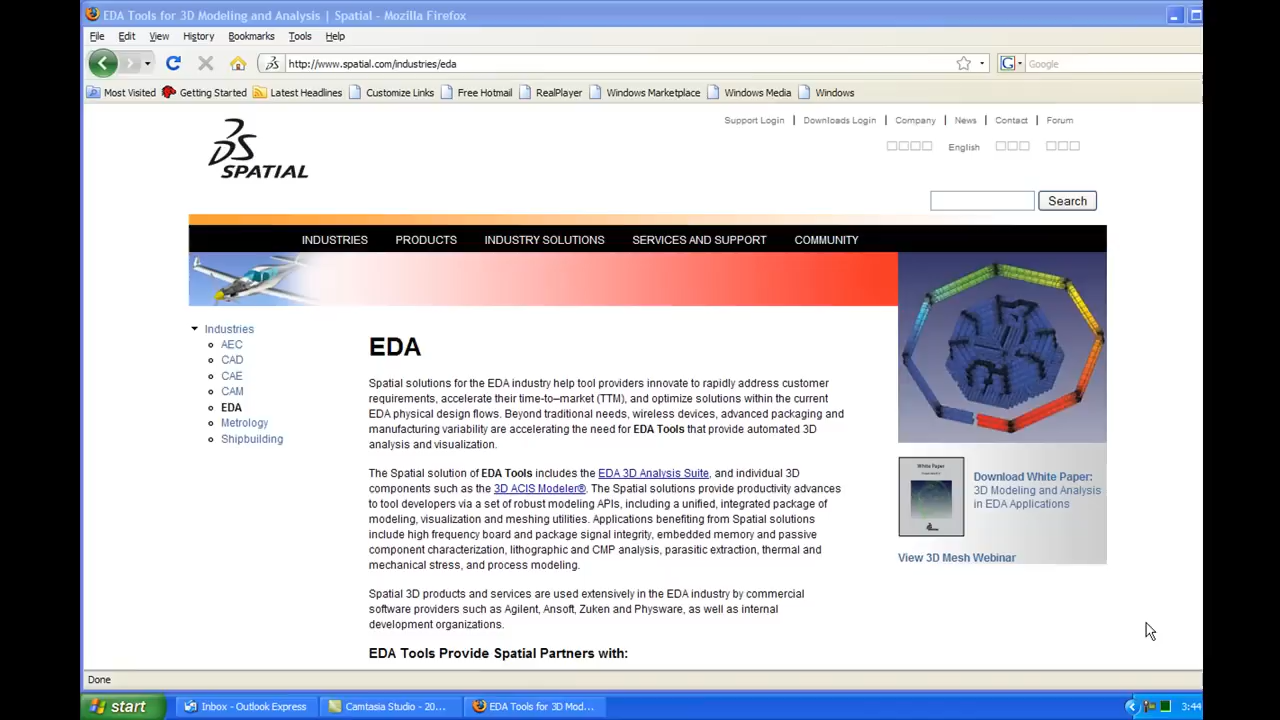 EDA Tools for 3D Modeling and Analysis | Spatial - Mozilla Firefox
File Edit View History Bookmarks Tools Help
http://www.spatial.com/industries/eda
G Google
Most Visited Getting Started Latest Headlines Customize Links Free Hotmail RealPlayer Windows Marketplace Windows Media Windows
Support Login | Downloads Login | Company | News | Contact | Forum
English
SPATIAL
Search
INDUSTRIES PRODUCTS INDUSTRY SOLUTIONS SERVICES AND SUPPORT COMMUNITY
Industries
AEC
CAD
CAE
CAM
EDA
Metrology
Shipbuilding
EDA
Spatial solutions for the EDA industry help tool providers innovate to rapidly address customer
requirements, accelerate their time-to–market (TTM), and optimize solutions within the current
EDA physical design flows. Beyond traditional needs, wireless devices, advanced packaging and
manufacturing variability are accelerating the need for EDA Tools that provide automated 3D
analysis and visualization.
The Spatial solution of EDA Tools includes the EDA 3D Analysis Suite, and individual 3D
components such as the 3D ACIS Modeler®. The Spatial solutions provide productivity advances
to tool developers via a set of robust modeling APIs, including a unified, integrated package of
modeling, visualization and meshing utilities. Applications benefiting from Spatial solutions
include high frequency board and package signal integrity, embedded memory and passive
component characterization, lithographic and CMP analysis, parasitic extraction, thermal and
mechanical stress, and process modeling.
Spatial 3D products and services are used extensively in the EDA industry by commercial
software providers such as Agilent, Ansoft, Zuken and Physware, as well as internal
development organizations.
EDA Tools Provide Spatial Partners with:
White Paper
Download White Paper:
3D Modeling and Analysis
in EDA Applications
View 3D Mesh Webinar
Done
start Inbox - Outlook Express Camtasia Studio - 20... EDA Tools for 3D Mod... 3:44